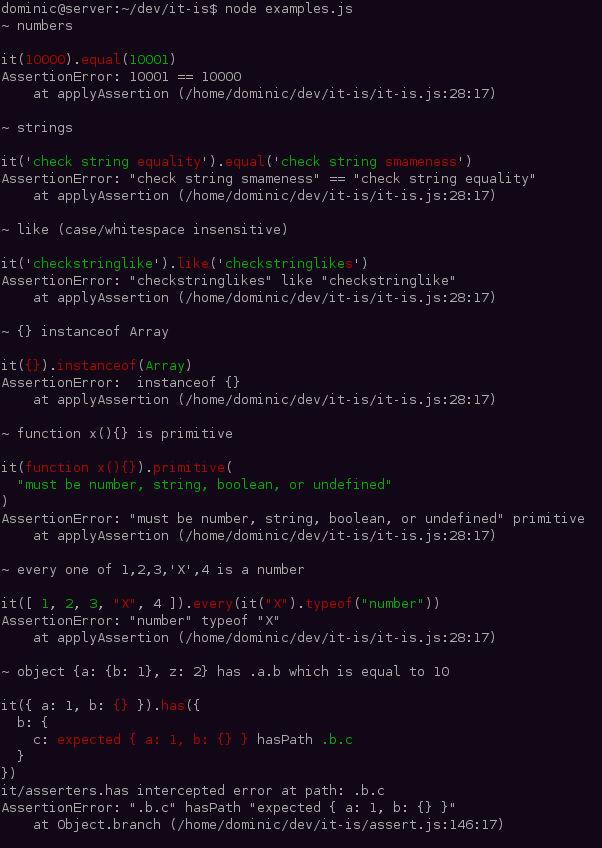 dominic@server:~/dev/it-is$ node examples.js
~ numbers
it(10000).equal(10001)
AssertionError: 10001 == 10000
    at applyAssertion (/home/dominic/dev/it-is/it-is.js:28:17)
~ strings
it('check string equality').equal('check string smameness')
AssertionError: "check string smameness" == "check string equality"
    at applyAssertion (/home/dominic/dev/it-is/it-is.js:28:17)
~ like (case/whitespace insensitive)
it('checkstringlike').like('checkstringlikes')
AssertionError: "checkstringlikes" like "checkstringlike"
    at applyAssertion (/home/dominic/dev/it-is/it-is.js:28:17)
~ {} instanceof Array
it({}).instanceof(Array)
AssertionError:  instanceof {}
    at applyAssertion (/home/dominic/dev/it-is/it-is.js:28:17)
~ function x(){} is primitive
it(function x(){}).primitive(
  "must be number, string, boolean, or undefined"
)
AssertionError: "must be number, string, boolean, or undefined" primitive
    at applyAssertion (/home/dominic/dev/it-is/it-is.js:28:17)
~ every one of 1,2,3,'X',4 is a number
it([ 1, 2, 3, "X", 4 ]).every(it("X").typeof("number"))
AssertionError: "number" typeof "X"
    at applyAssertion (/home/dominic/dev/it-is/it-is.js:28:17)
~ object {a: {b: 1}, z: 2} has .a.b which is equal to 10
it({ a: 1, b: {} }).has({
  b: {
    c: expected { a: 1, b: {} } hasPath .b.c
  }
})
it/asserters.has intercepted error at path: .b.c
AssertionError: ".b.c" hasPath "expected { a: 1, b: {} }"
    at Object.branch (/home/dominic/dev/it-is/assert.js:146:17)